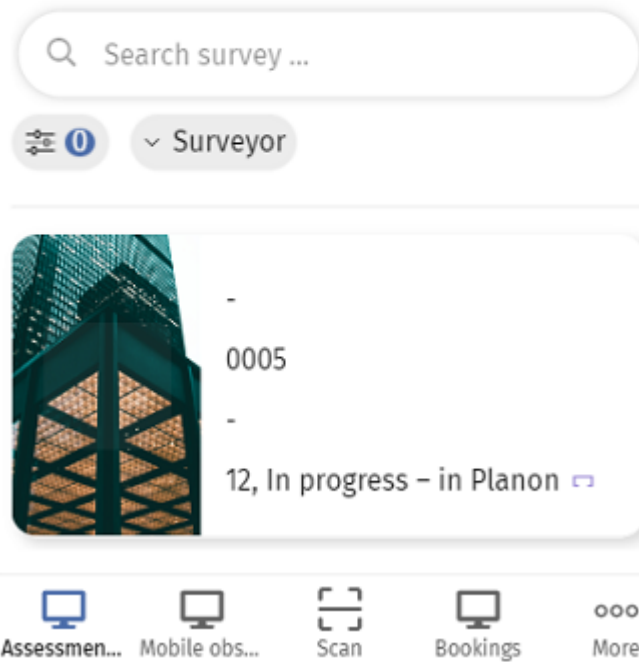 Search survey ...
0
Surveyor
-
0005
-
12, In progress – in Planon
Assessmen... Mobile obs... Scan Bookings More